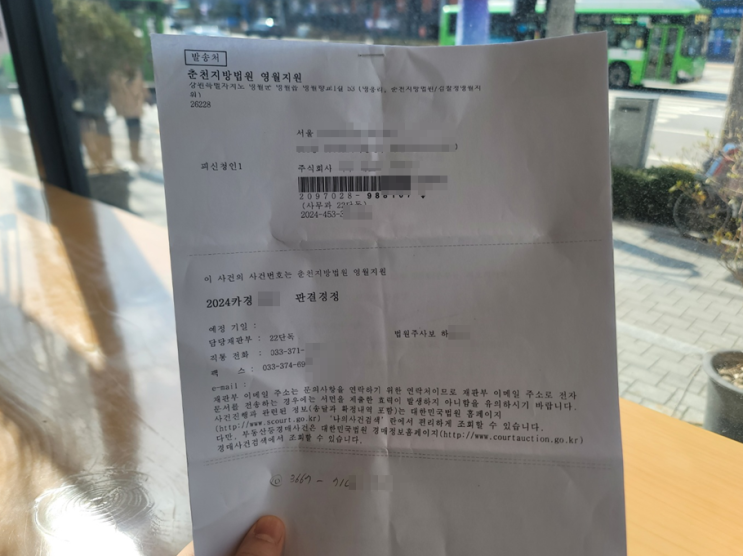 발송처
춘천지방법원 영월지원
26228
서울
피신청인1
주식회사
2097028-98
(사무과 22단독)
2024-453-
이 사건의 사건번호는 춘천지방법원 영월지원
2024카경 판결경정
예정 기일 :
담당재판부 : 22단독 법원주사보 하
직통 전화 : 033-371-
팩 스 : 033-374-69
e-mail :
재판부 이메일 주소는 문의사항을 연락하기 위한 연락처이므로 재판부 이메일 주소로 전자
문서를 전송하는 경우에는 서면을 제출한 효력이 발생하지 아니함을 유의하시기 바랍니다.
사건진행과 관련된 정보(송달과 확정내역 포함)는 대한민국법원 홈페이지
(http://www.scourt.go.kr) '나의사건검색' 란에서 편리하게 조회할 수 있습니다.
다만, 부동산등경매사건은 대한민국법원 경매정보홈페이지(http://www.courtauction.go.kr)
경매사건검색에서 조회할 수 있습니다.